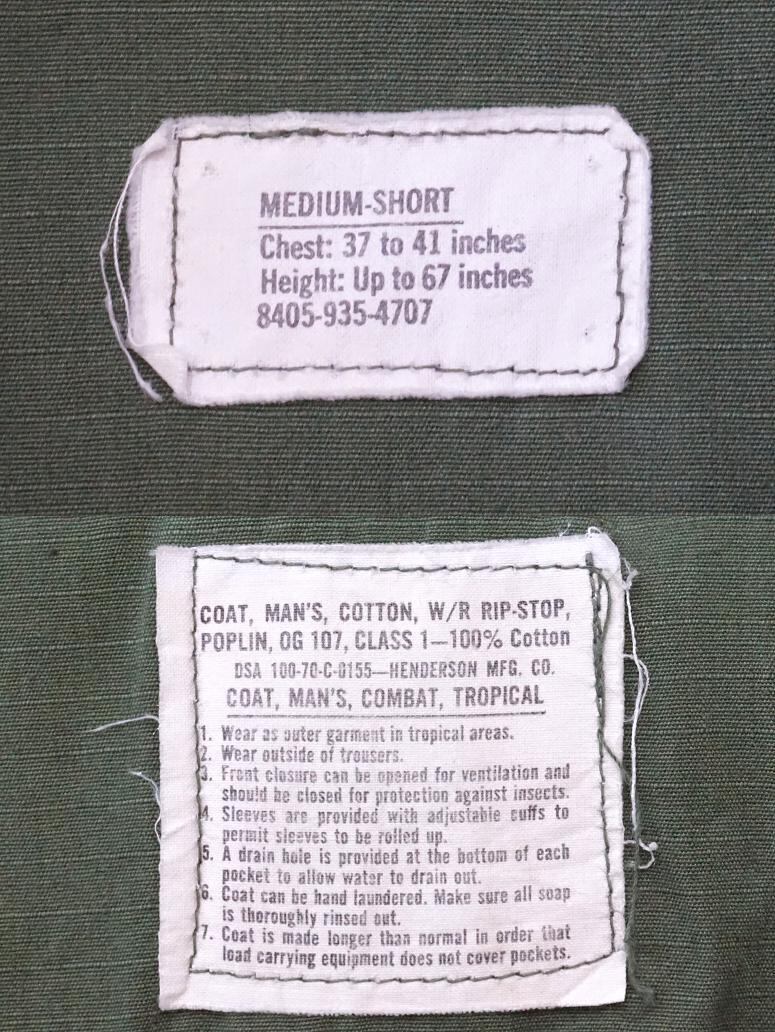 MEDIUM-SHORT
Chest: 37 to 41 inches
Height: Up to 67 inches
8405-935-4707
COAT, MAN'S, COTTON, W/R RIP-STOP,
POPLIN, OG 107, CLASS 1—100% Cotton
DSA 100-70-C-0155—HENDERSON MFG. CO.
COAT, MAN'S, COMBAT, TROPICAL
1. Wear as outer garment in tropical areas.
2. Wear outside of trousers.
3. Front closure can be opened for ventilation and
should be closed for protection against insects.
4. Sleeves are provided with adjustable cuffs to
permit sleeves to be rolled up.
5. A drain hole is provided at the bottom of each
pocket to allow water to drain out.
6. Coat can be hand laundered. Make sure all soap
is thoroughly rinsed out.
7. Coat is made longer than normal in order that
load carrying equipment does not cover pockets.